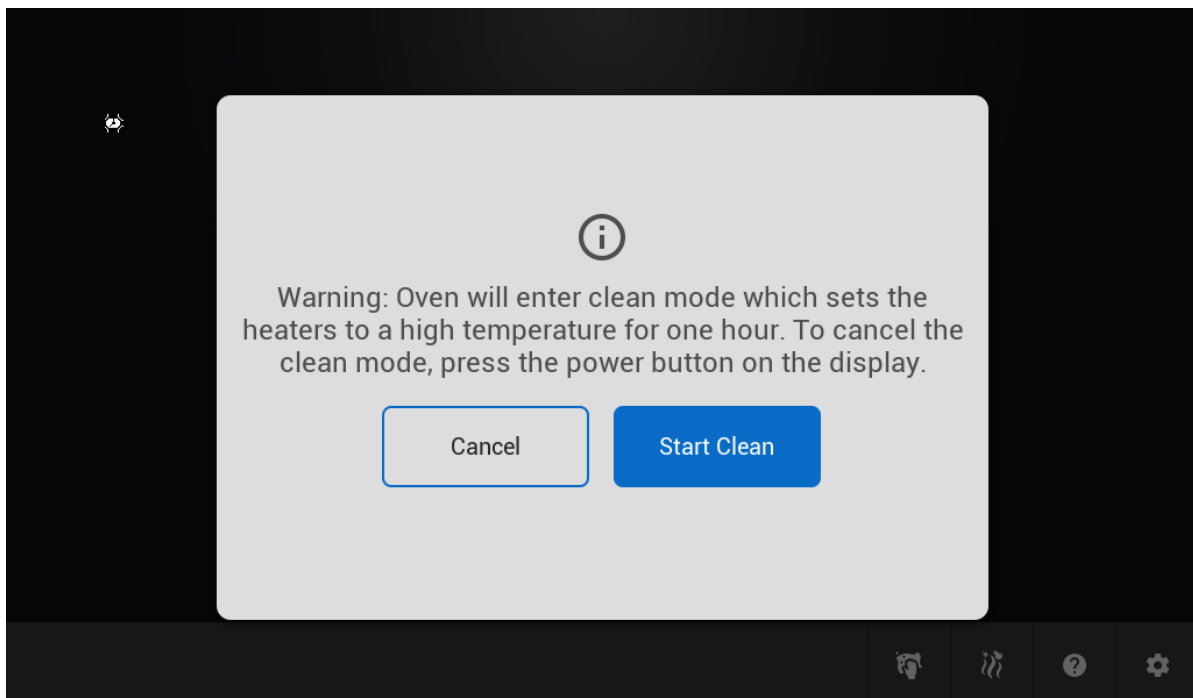 Warning: Oven will enter clean mode which sets the
heaters to a high temperature for one hour. To cancel the
clean mode, press the power button on the display.
Cancel
Start Clean